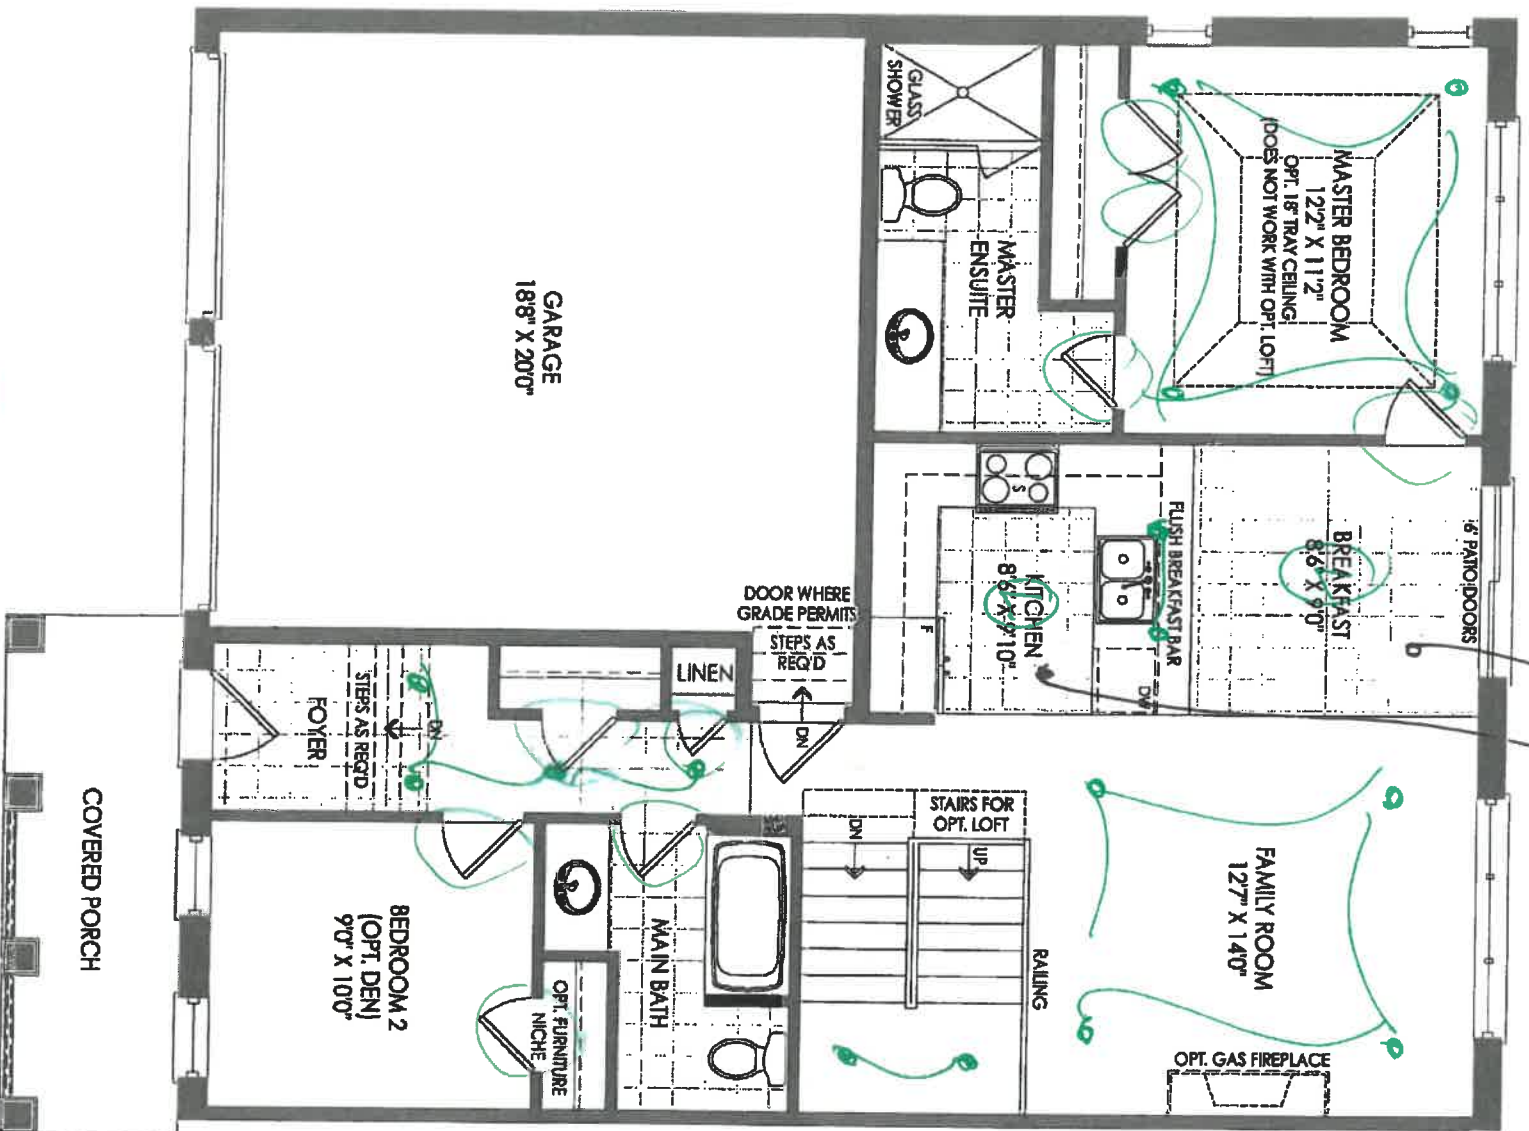 GLASS
SHOWER
MASTER BEDROOM
12'2" X 11'2"
OPT. 18" TRAY CEILING
(DOES NOT WORK WITH OPT. LOFT)
MASTER
ENSUITE
GARAGE
18'8" X 20'0"
6' PATIO DOORS
BREAKFAST
8'6" X 9'0"
FLUSH BREAKFAST BAR
S
KITCHEN
8'6" X 9'10"
F
DW
DOOR WHERE
GRADE PERMITS
STEPS AS
REQ'D
LINEN
DN
DN
STEPS AS REQ'D
FOYER
STAIRS FOR
OPT. LOFT
DN
UP
RAILING
FAMILY ROOM
12'7" X 14'0"
OPT. GAS FIREPLACE
MAIN BATH
OPT. FURNITURE
NICHE
BEDROOM 2
(OPT. DEN)
9'0" X 10'0"
COVERED PORCH